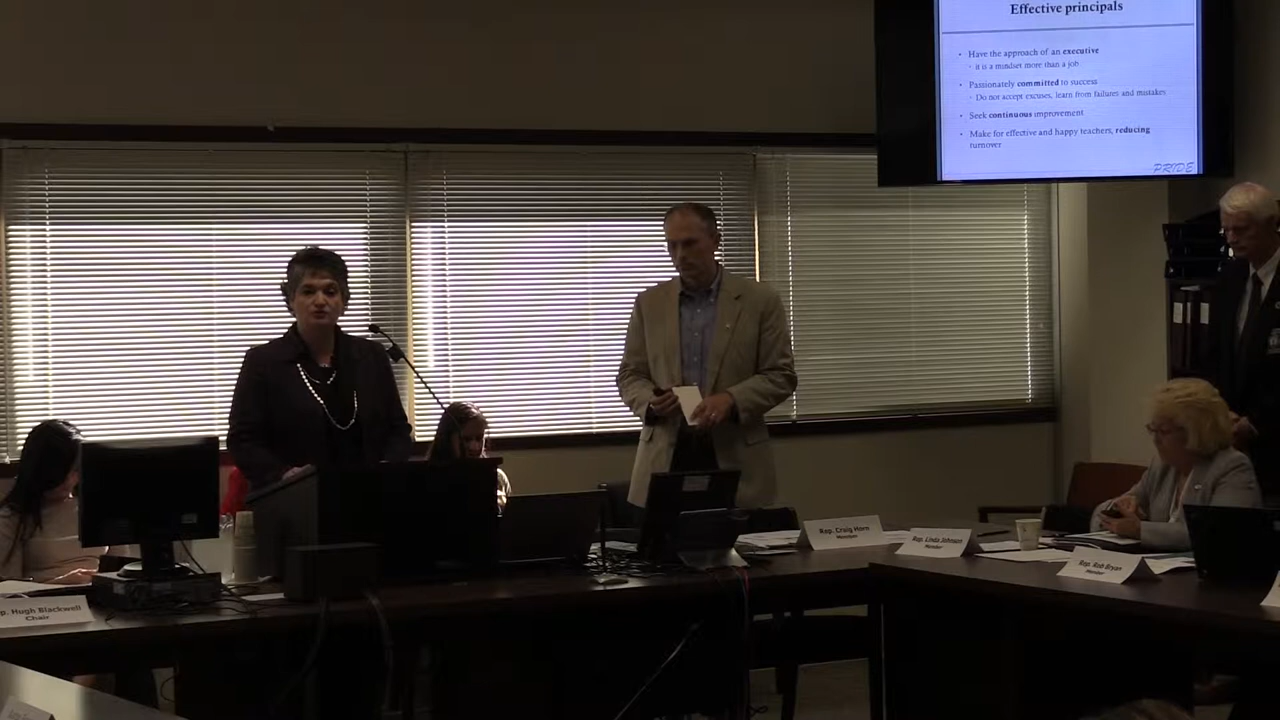 Effective principals
• Have the approach of an executive
◦ it is a mindset more than a job
• Passionately committed to success
◦ Do not accept excuses, learn from failures and mistakes
• Seek continuous improvement
• Make for effective and happy teachers, reducing
turnover
PRIDE
Rep. Craig Horn
Member
Rep. Linda Johnson
Member
Rep. Rob Bryan
Member
p. Hugh Blackwell
Chair